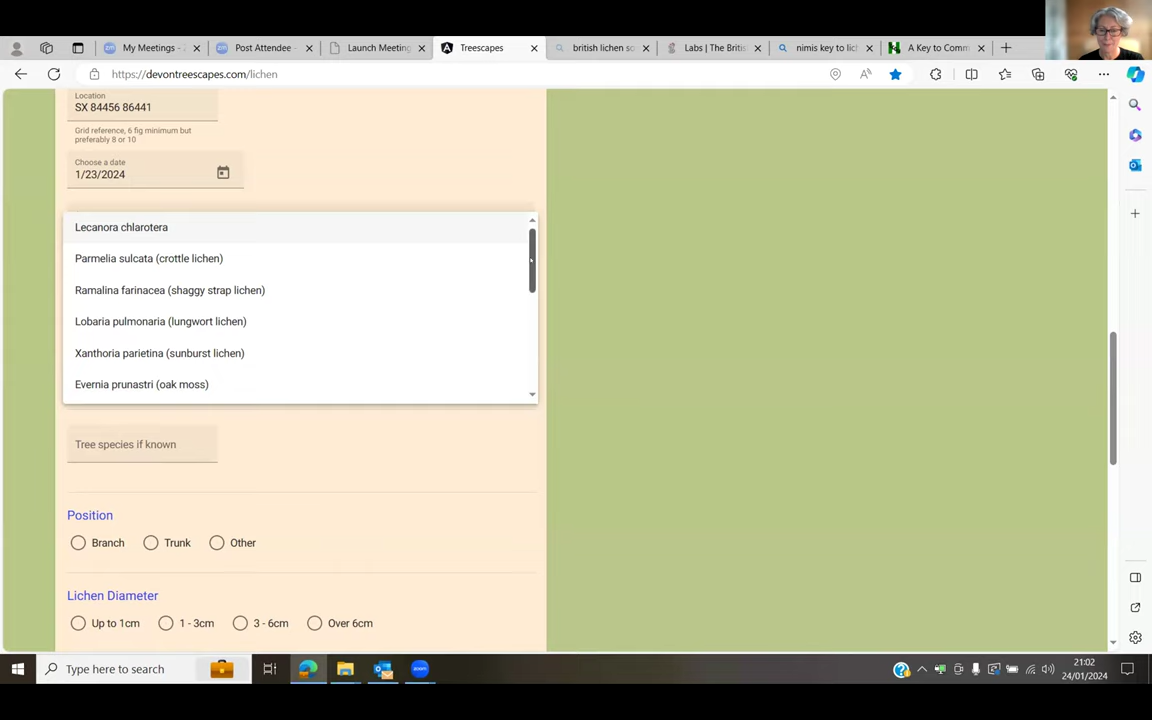 My Meetings - Z
Post Attendee -
Launch Meeting
Treescapes
british lichen so
Labs | The Britis
nimis key to lich
A Key to Comm
https://devontreescapes.com/lichen
Location
SX 84456 86441
Grid reference, 6 fig minimum but
preferably 8 or 10
Choose a date
1/23/2024
Lecanora chlarotera
Parmelia sulcata (crottle lichen)
Ramalina farinacea (shaggy strap lichen)
Lobaria pulmonaria (lungwort lichen)
Xanthoria parietina (sunburst lichen)
Evernia prunastri (oak moss)
Tree species if known
Position
Branch Trunk Other
Lichen Diameter
Up to 1cm 1 - 3cm 3 - 6cm Over 6cm
Type here to search
21:02
24/01/2024